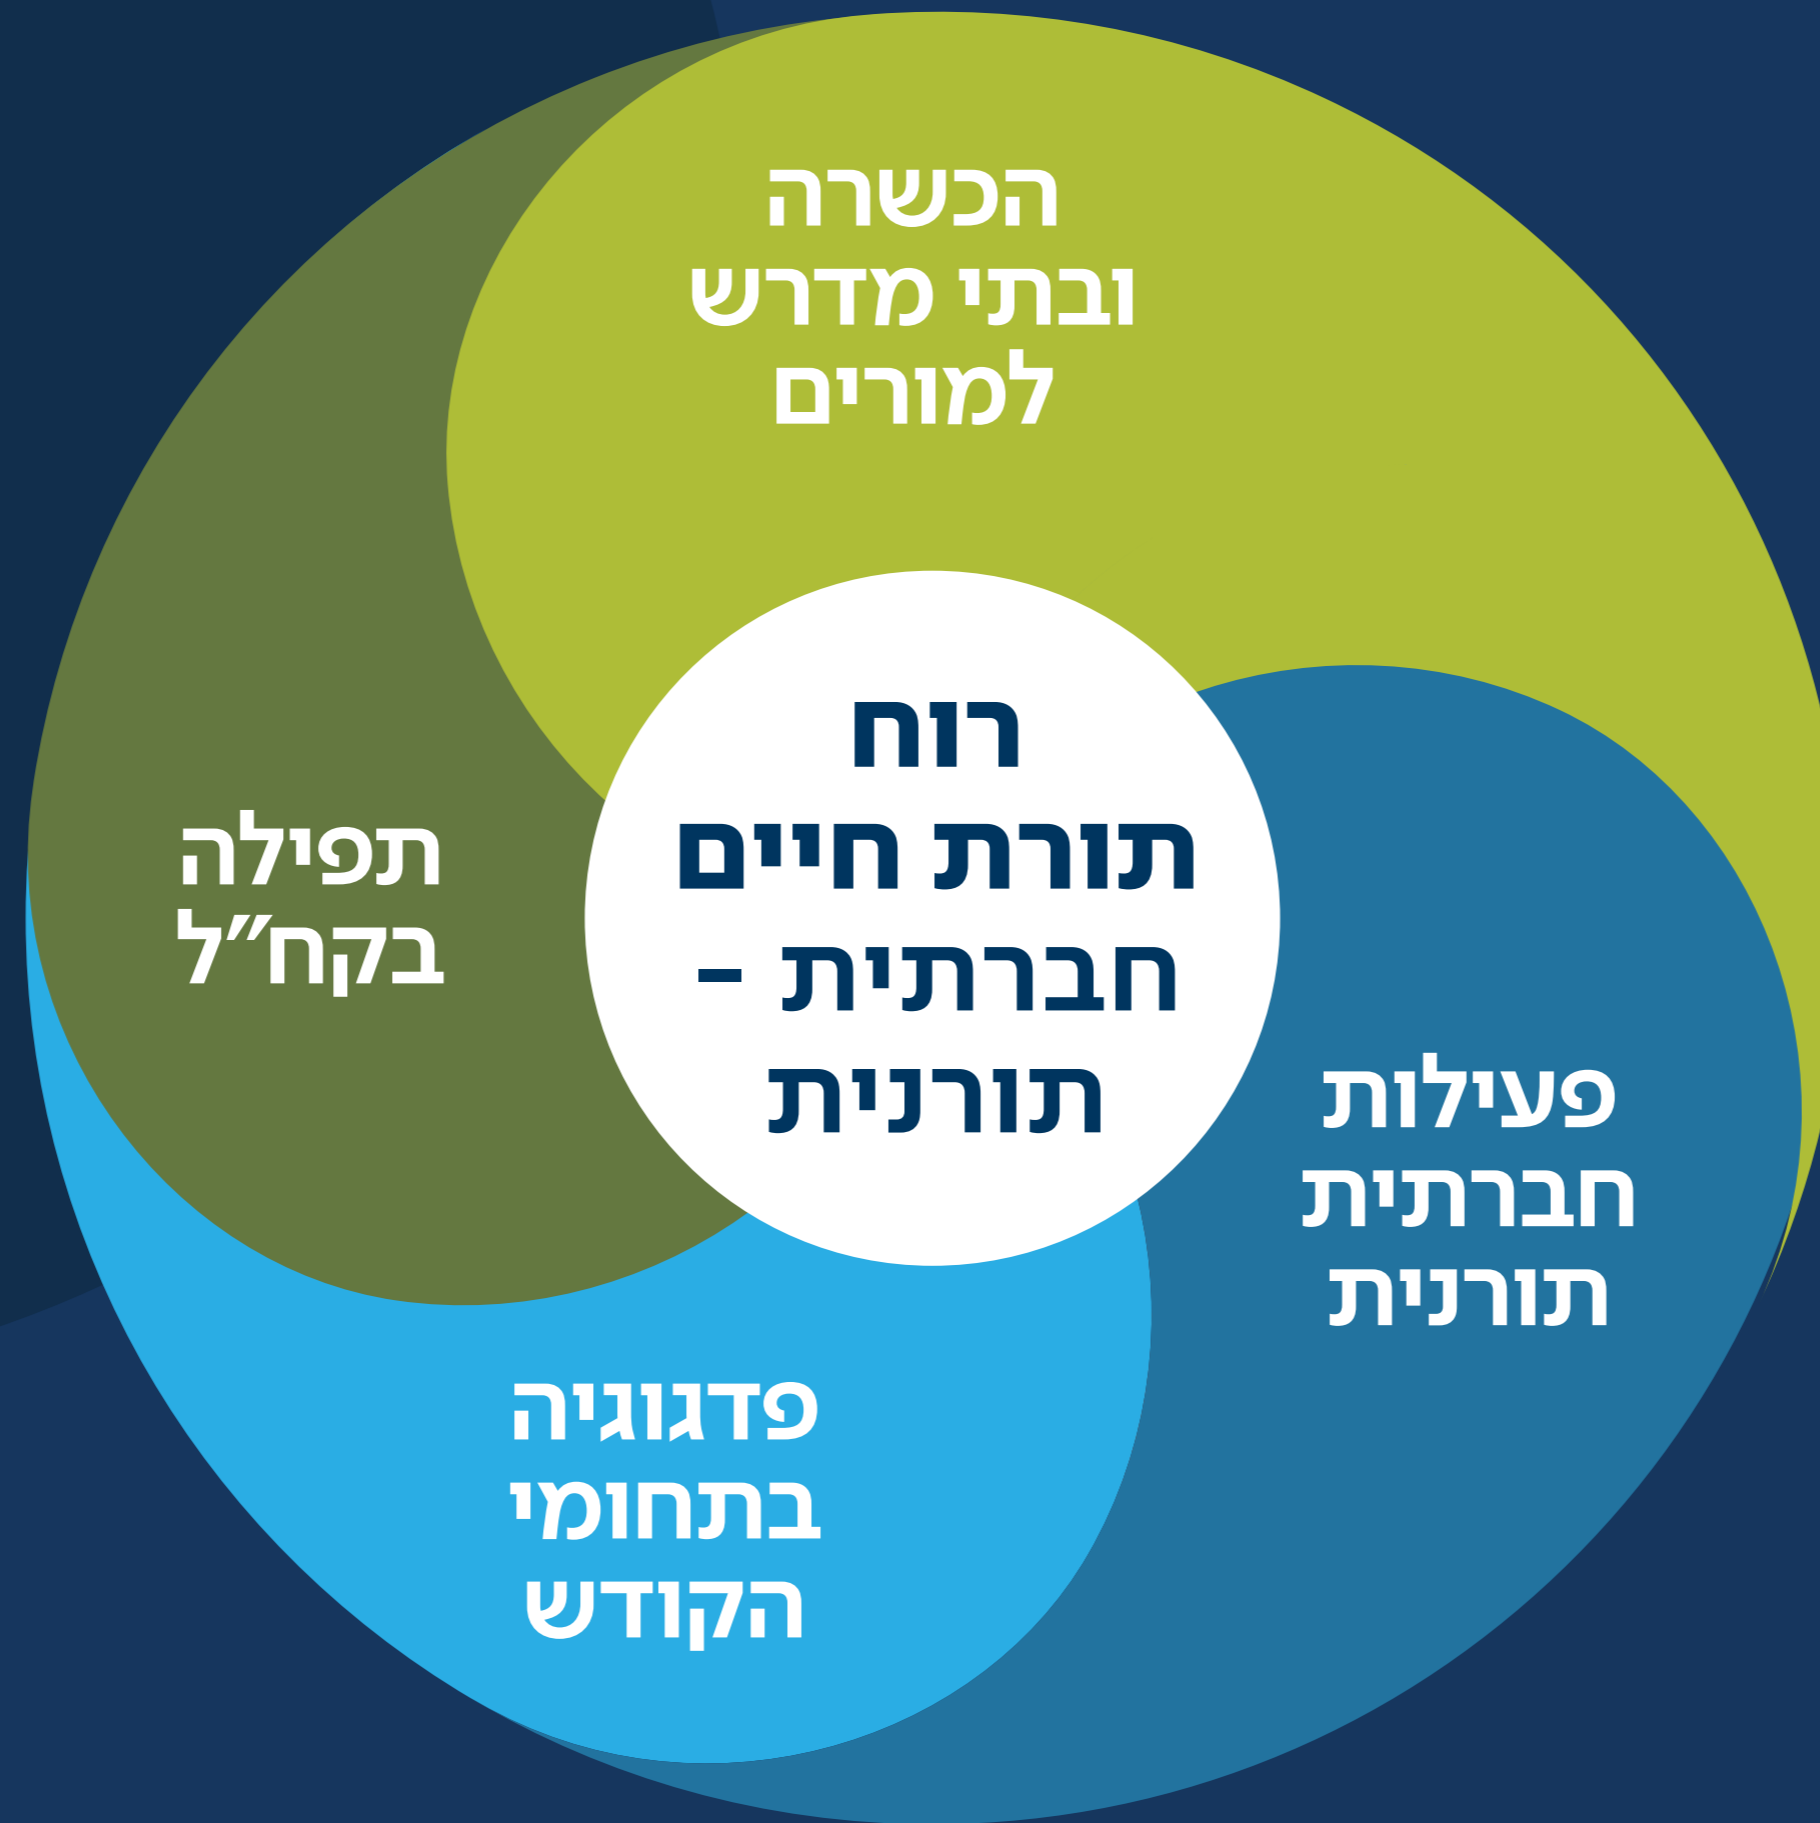 הכשרה
ובתי מדרש
למורים
רוח
תורת חיים
חברתית -
תורנית
תפילה
בקח״ל
פעילות
חברתית
תורנית
פדגוגיה
בתחומי
הקודש